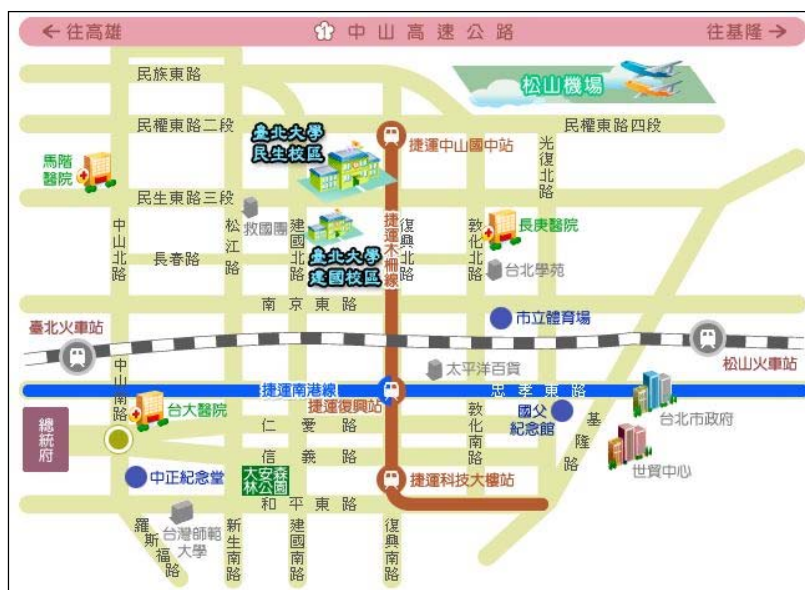 ←往高雄
1 中山高速公路
往基隆→
民族東路
松山機場
民權東路二段
臺北大學
民生校區
捷運中山國中站
民權東路四段
馬階
醫院
光復北路
民生東路三段
救國團
中山北路
松江路
建國北路
臺北大學
建國校區
捷運木柵線
復興北路
敦化北路
長庚醫院
長春路
台北學苑
南京東路
市立體育場
臺北火車站
松山火車站
太平洋百貨
中山南路
捷運南港線
忠孝東路
捷運復興站
台大醫院
總統府
仁愛路
敦化南路
國父
紀念館
基隆路
台北市政府
信義路
世貿中心
中正紀念堂
大安森
林公園
捷運科技大樓站
和平東路
羅斯福路
台灣師範
大學
新生南路
建國南路
復興南路